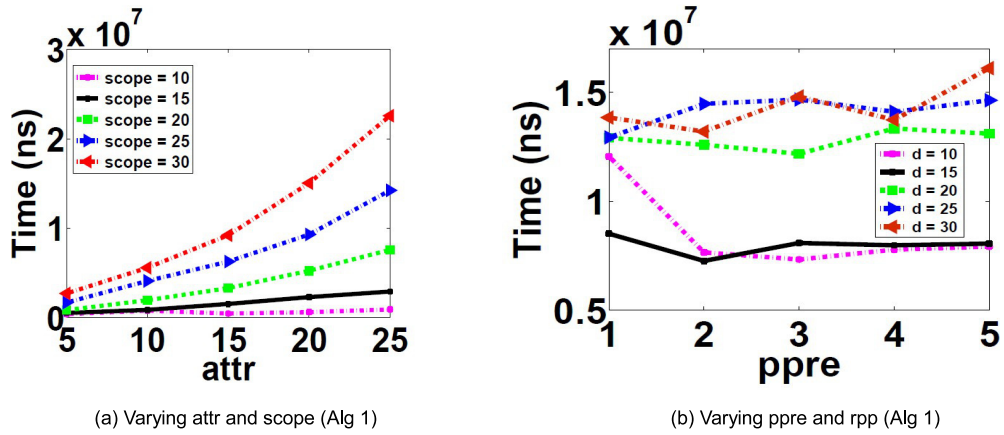 x 10^7
3
2
1
0
Time (ns)
scope = 10
scope = 15
scope = 20
scope = 25
scope = 30
5 10 15 20 25
attr
(a) Varying attr and scope (Alg 1)
x 10^7
1.5
1
0.5
Time (ns)
d = 10
d = 15
d = 20
d = 25
d = 30
1 2 3 4 5
ppre
(b) Varying ppre and rpp (Alg 1)